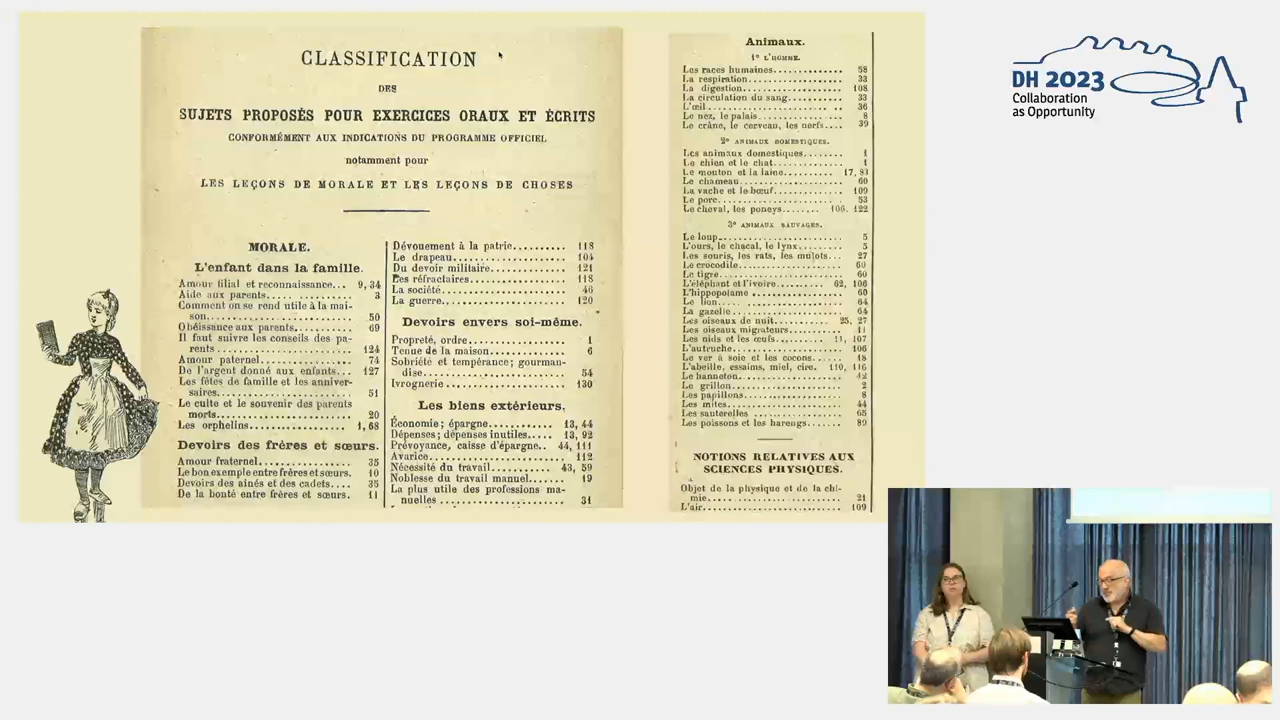 CLASSIFICATION
DES
SUJETS PROPOSÉS POUR EXERCICES ORAUX ET ÉCRITS
CONFORMÉMENT AUX INDICATIONS DU PROGRAMME OFFICIEL
notamment pour
LES LEÇONS DE MORALE ET LES LEÇONS DE CHOSES
MORALE.
L'enfant dans la famille.
Amour filial et reconnaissance... 9, 34
Aide aux parents.................... 3
Comment on se rend utile à la mai-
son........................... 50
Obéissance aux parents............ 69
Il faut suivre les conseils des pa-
rents........................... 124
Amour paternel.................... 74
De l'argent donné aux enfants... 127
Les fêtes de famille et les anniver-
saires........................... 51
Le culte et le souvenir des parents
morts........................... 20
Les orphelins.................... 1, 68
Devoirs des frères et sœurs.
Amour fraternel.................... 35
Le bon exemple entre frères et sœurs. 10
Devoirs des aînés et des cadets.... 35
De la bonté entre frères et sœurs. 11
Dévouement à la patrie.......... 118
Le drapeau.................... 104
Du devoir militaire............ 121
Les réfractaires............... 118
La société.................... 46
La guerre.................... 120
Devoirs envers soi-même.
Propreté, ordre............... 1
Tenue de la maison............ 6
Sobriété et tempérance; gourman-
dise........................... 54
Ivrognerie.................... 130
Les biens extérieurs.
Économie; épargne............ 13, 44
Dépenses; dépenses inutiles..... 13, 92
Prévoyance, caisse d'épargne.. 44, 111
Avarice........................ 112
Nécessité du travail........... 43, 59
Noblesse du travail manuel...... 19
La plus utile des professions ma-
nuelles........................ 31
Animaux.
1º L'HOMME.
Les races humaines............... 58
La respiration.................... 33
La digestion.................... 108
La circulation du sang............ 33
L'œil........................... 36
Le nez, le palais............... 8
Le crâne, le cerveau, les nerfs.... 39
2º ANIMAUX DOMESTIQUES.
Les animaux domestiques........ 1
Le chien et le chat............... 1
Le mouton et la laine........... 17, 83
Le chameau.................... 60
La vache et le bœuf............ 109
Le porc........................ 53
Le cheval, les poneys....... 106, 122
3º ANIMAUX SAUVAGES.
Le loup........................ 5
L'ours, le chacal, le lynx........ 5
Les souris, les rats, les mulots... 27
Le crocodile.................... 60
Le tigre........................ 60
L'éléphant et l'ivoire........ 62, 106
L'hippopotame.................... 60
Le lion........................ 64
La gazelle.................... 64
Les oiseaux de nuit........... 25, 27
Les oiseaux migrateurs........ 11
Les nids et les œufs......... 11, 107
L'autruche.................... 106
Le ver à soie et les cocons..... 18
L'abeille, essaims, miel, cire. 110, 116
Le hanneton.................... 42
Le grillon.................... 2
Les papillons.................... 8
Les mites.................... 44
Les sauterelles............... 65
Les poissons et les harengs...... 89
NOTIONS RELATIVES AUX
SCIENCES PHYSIQUES.
Objet de la physique et de la chi-
mie........................... 21
L'air........................... 109
DH 2023
Collaboration
as Opportunity